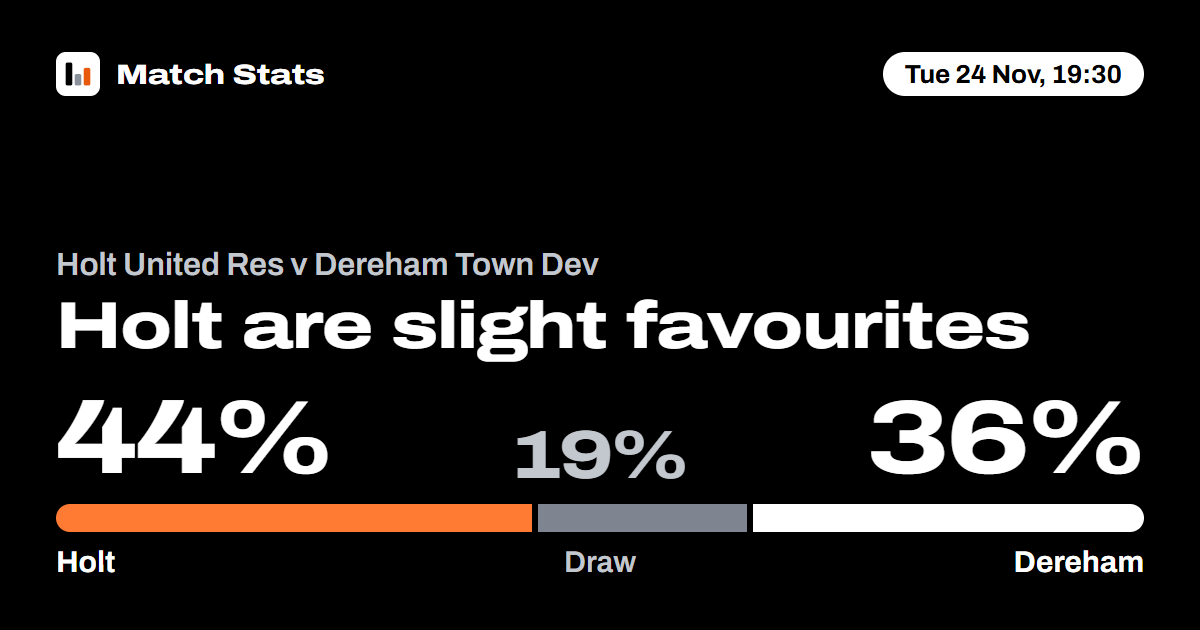 Match Stats
Tue 24 Nov, 19:30
Holt United Res v Dereham Town Dev
Holt are slight favourites
44% 19% 36%
Holt Draw Dereham